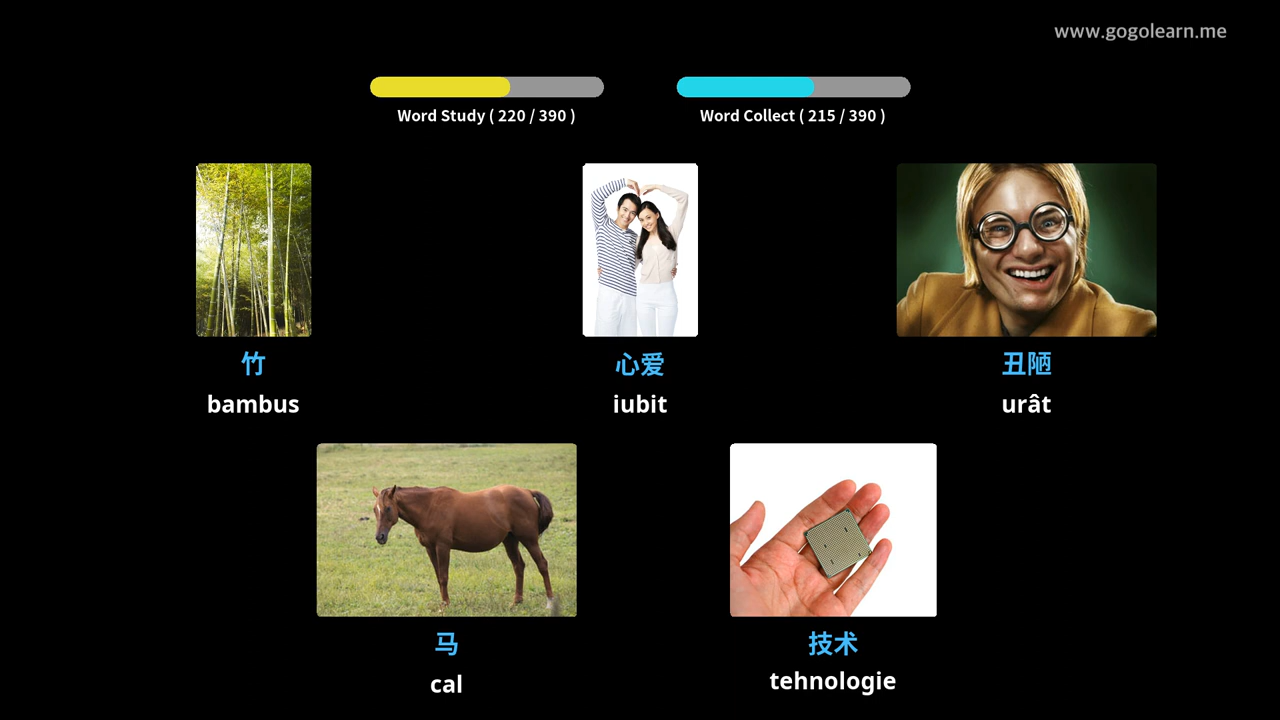 www.gogolearn.me
Word Study ( 220 / 390 )
Word Collect ( 215 / 390 )
竹
心爱
丑陋
bambus
iubit
urât
马
技术
cal
tehnologie